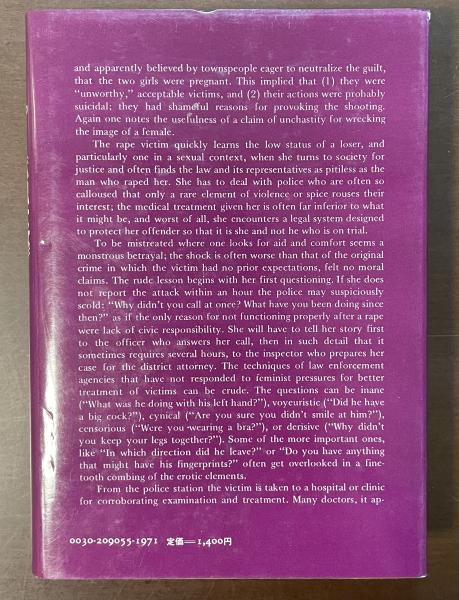 and apparently believed by townspeople eager to neutralize the guilt,
that the two girls were pregnant. This implied that (1) they were
“unworthy,” acceptable victims, and (2) their actions were probably
suicidal; they had shameful reasons for provoking the shooting.
Again one notes the usefulness of a claim of unchastity for wrecking
the image of a female.
The rape victim quickly learns the low status of a loser, and
particularly one in a sexual context, when she turns to society for
justice and often finds the law and its representatives as pitiless as the
man who raped her. She has to deal with police who are often so
calloused that only a rare element of violence or spice rouses their
interest; the medical treatment given her is often far inferior to what
it might be, and worst of all, she encounters a legal system designed
to protect her offender so that it is she and not he who is on trial.
To be mistreated where one looks for aid and comfort seems a
monstrous betrayal; the shock is often worse than that of the original
crime in which the victim had no prior expectations, felt no moral
claims. The rude lesson begins with her first questioning. If she does
not report the attack within an hour the police may suspiciously
scold: “Why didn’t you call at once? What have you been doing since
then?” as if the only reason for not functioning properly after a rape
were lack of civic responsibility. She will have to tell her story first
to the officer who answers her call, then in such detail that it
sometimes requires several hours, to the inspector who prepares her
case for the district attorney. The techniques of law enforcement
agencies that have not responded to feminist pressures for better
treatment of victims can be crude. The questions can be inane
(“What was he doing with his left hand?”), voyeuristic (“Did he have
a big cock?”), cynical (“Are you sure you didn’t smile at him?”),
censorious (“Were you wearing a bra?”), or derisive (“Why didn’t
you keep your legs together?”). Some of the more important ones,
like “In which direction did he leave?” or “Do you have anything
that might have his fingerprints?” often get overlooked in a fine-
tooth combing of the erotic elements.
From the police station the victim is taken to a hospital or clinic
for corroborating examination and treatment. Many doctors, it ap-
0030-209055-1971 定価—1,400円